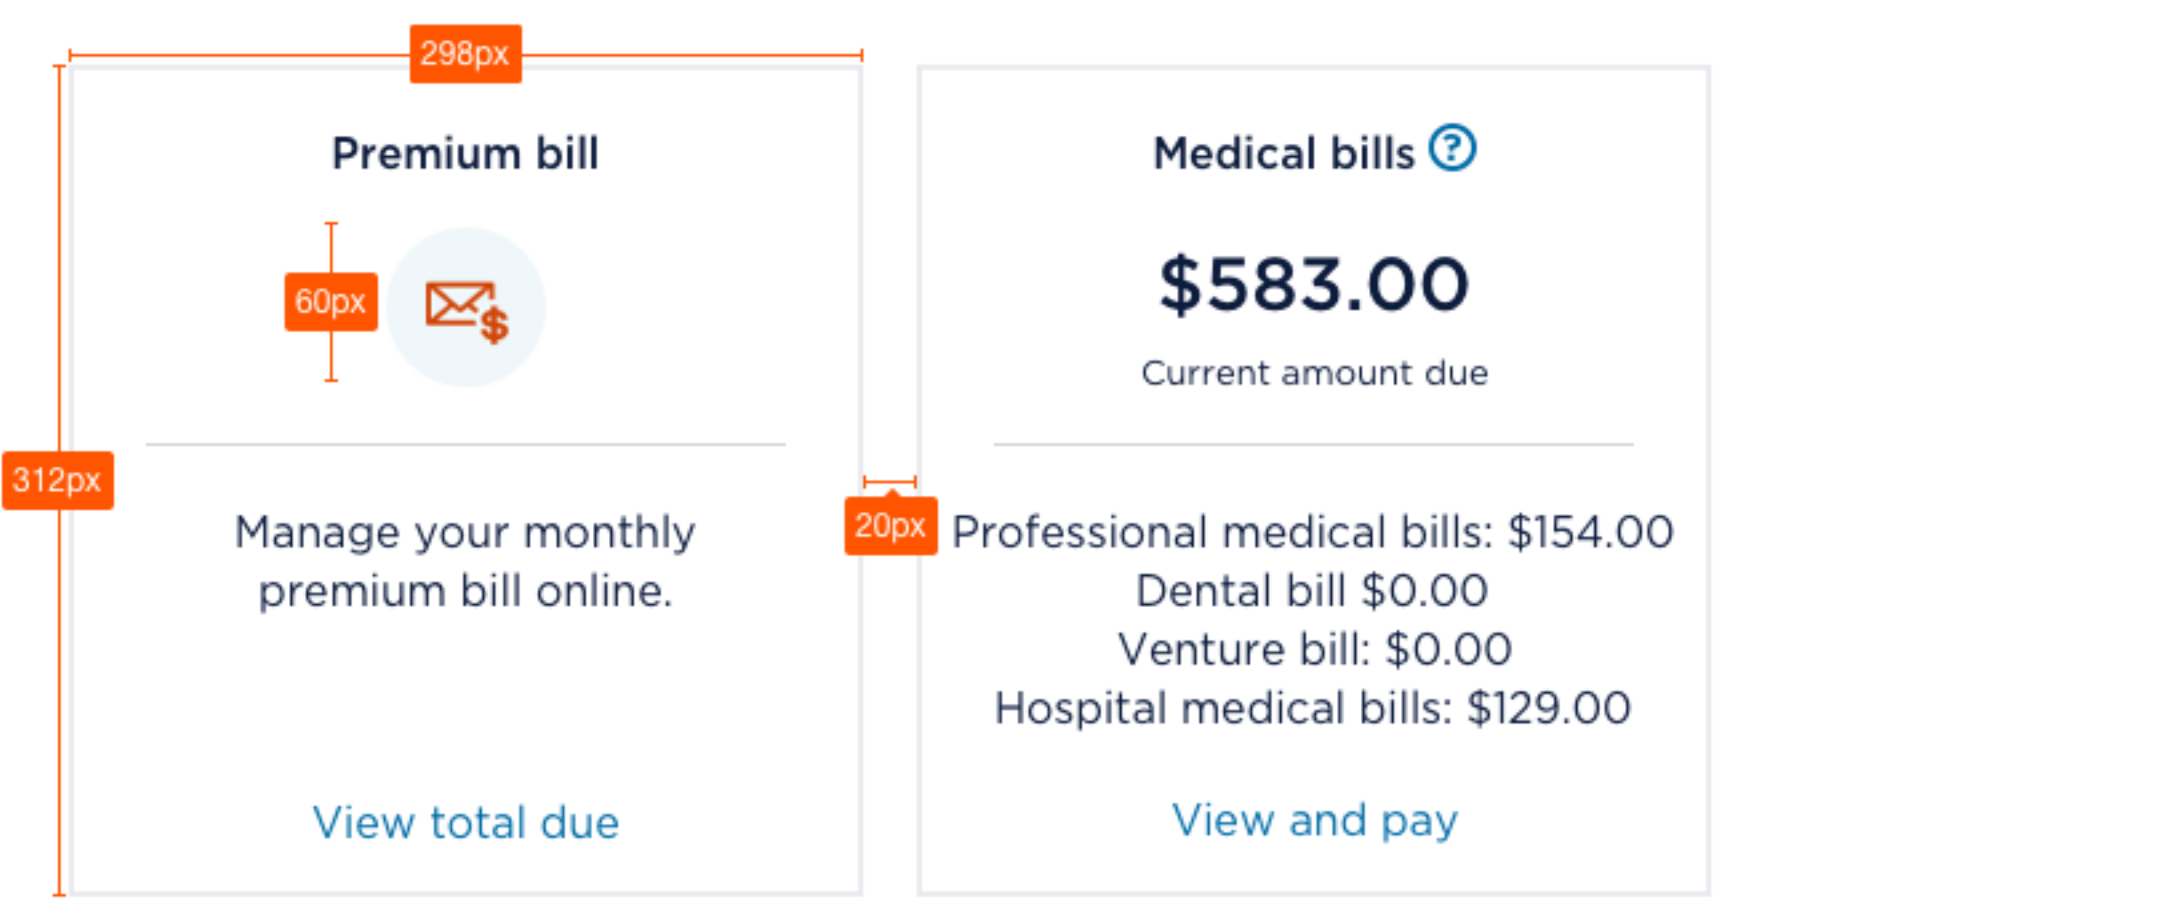 298px
Premium bill
60px
$
312px
Manage your monthly
premium bill online.
View total due
20px
Medical bills ?
$583.00
Current amount due
Professional medical bills: $154.00
Dental bill $0.00
Venture bill: $0.00
Hospital medical bills: $129.00
View and pay